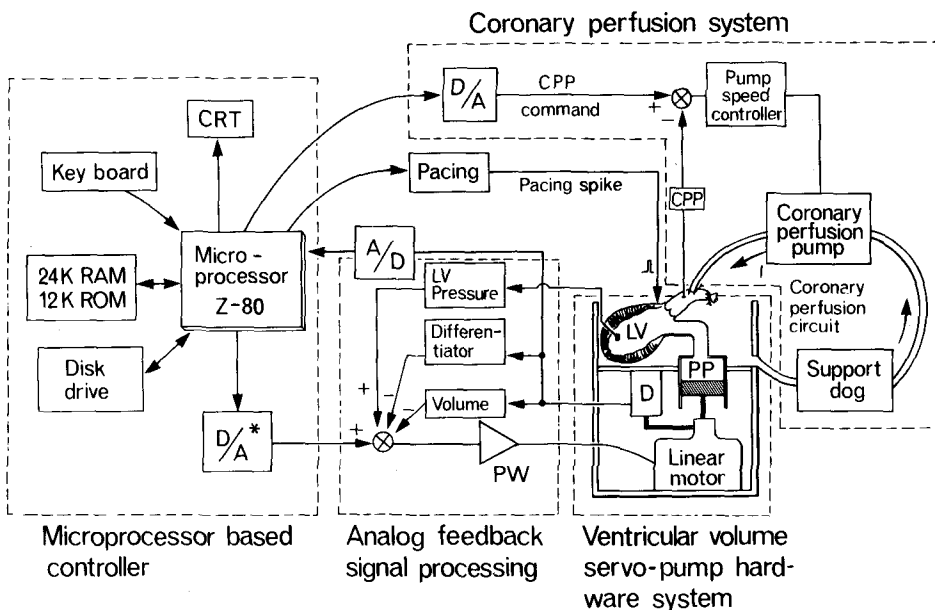 Coronary perfusion system
D/A
CPP
command
+
-
Pump
speed
controller
CRT
Key board
Pacing
Pacing spike
CPP
Coronary
perfusion
pump
Micro-
processor
Z-80
A/D
24K RAM
12K ROM
LV
Pressure
Coronary
perfusion
circuit
LV
Differen-
tiator
Disk
drive
PP
Support
dog
D
Volume
+
-
-
+
D/A*
PW
Linear
motor
Microprocessor based
controller
Analog feedback
signal processing
Ventricular volume
servo-pump hard-
ware system